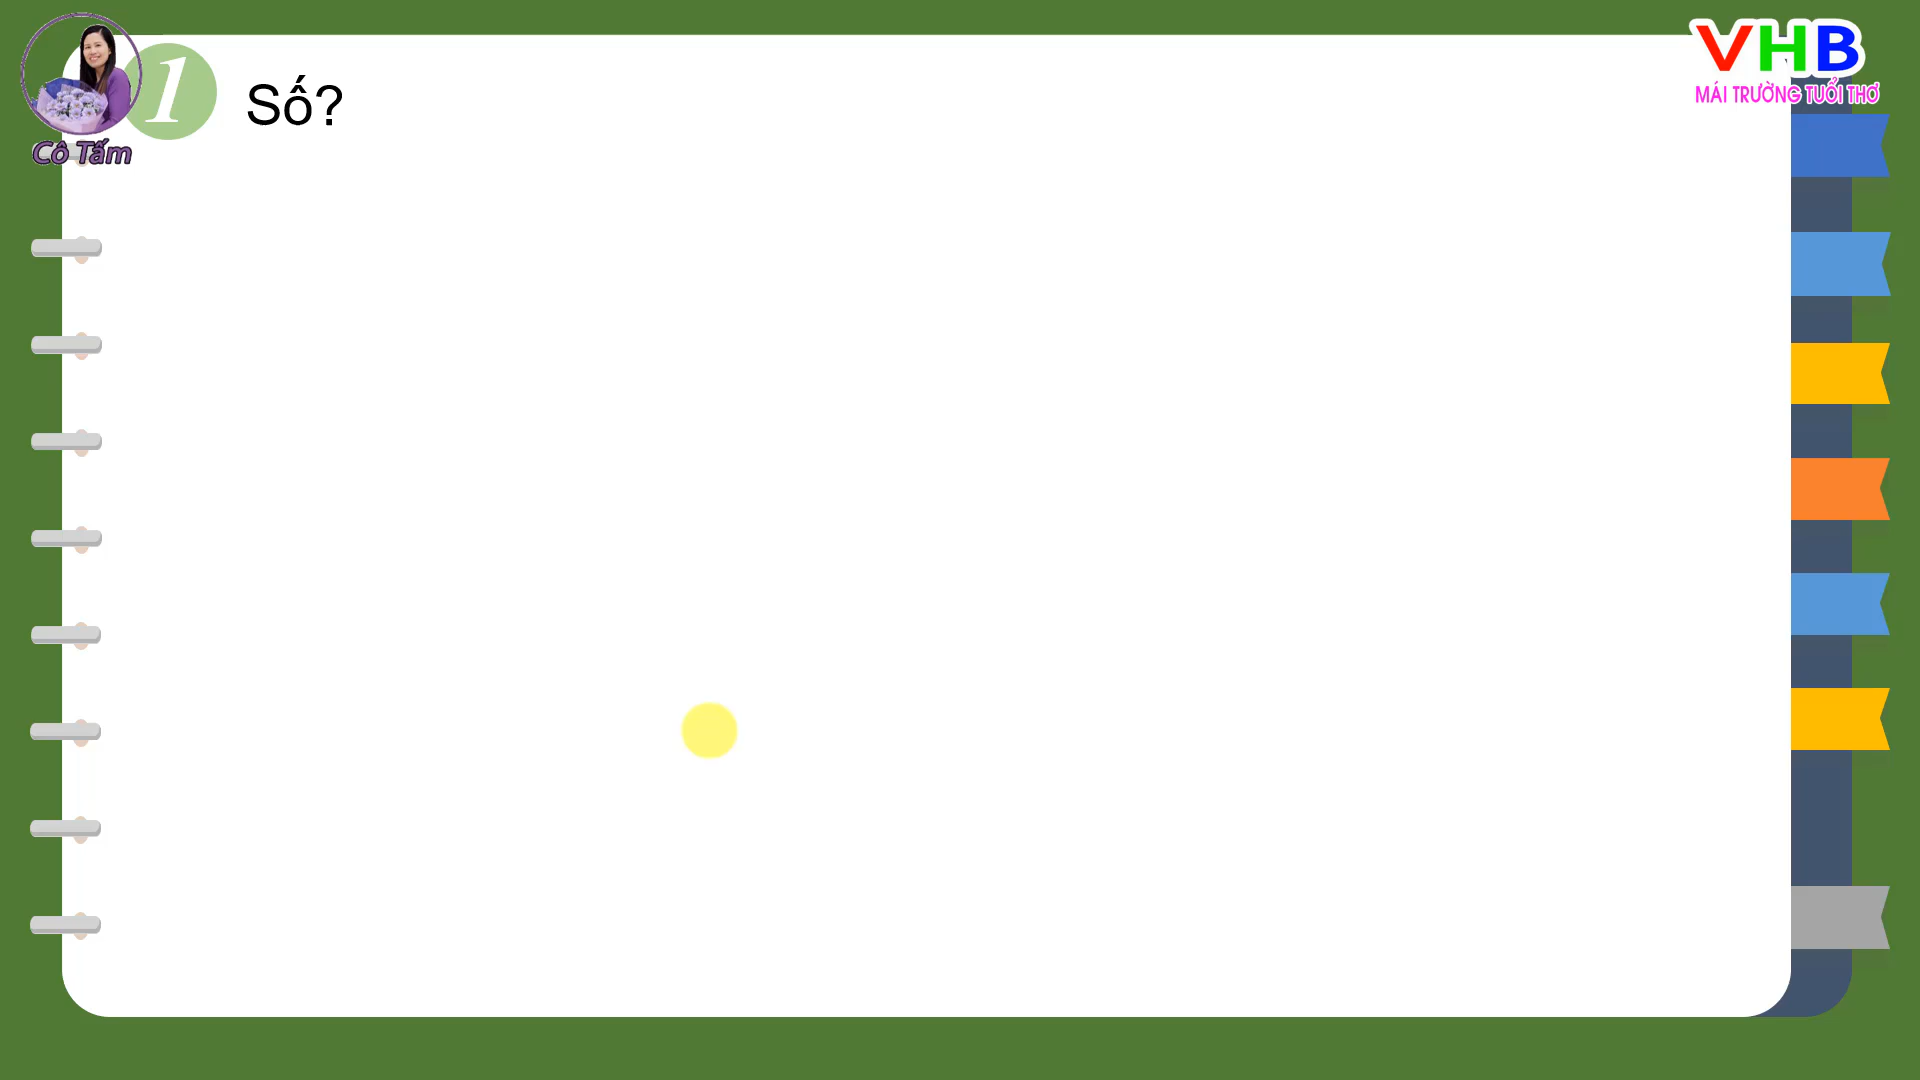 1 Số?
Cô Tấm
VHB
MÁI TRƯỜNG TUỔI THƠ